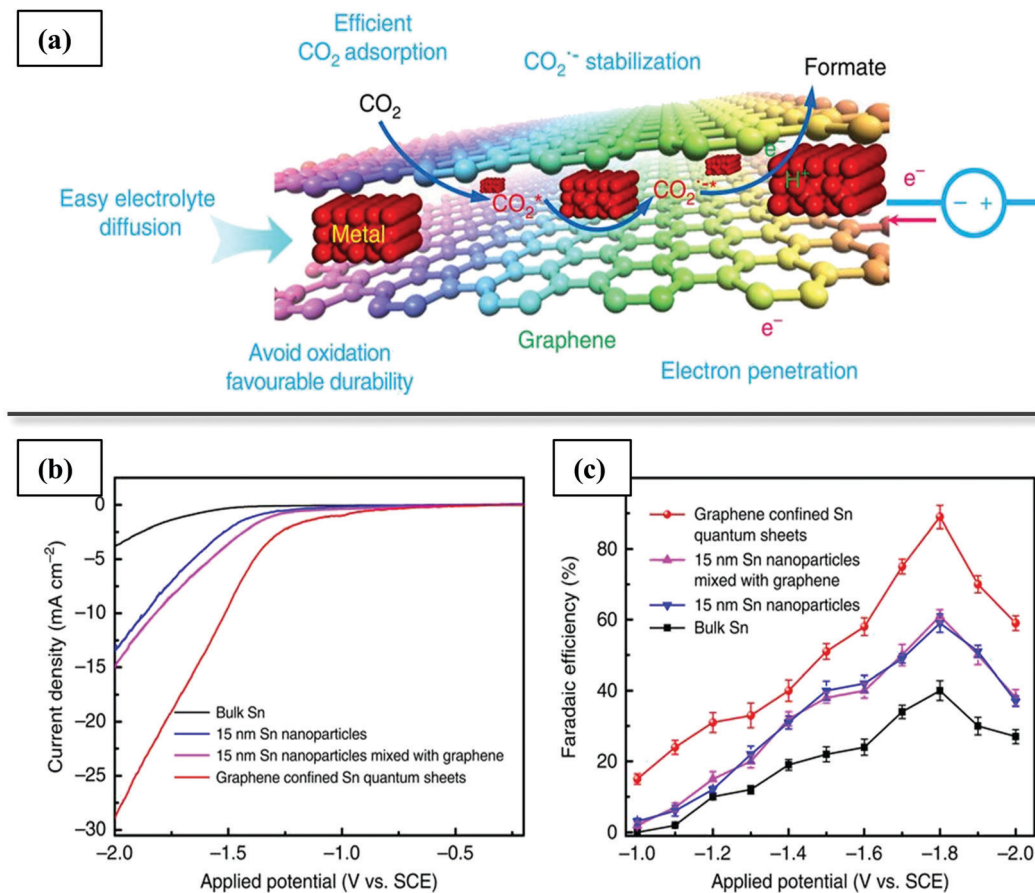 (a)
Efficient
CO₂ adsorption
CO₂˙⁻ stabilization
Formate
CO₂
e⁻
H⁺
e⁻
− +
Easy electrolyte
diffusion
Metal
CO₂*
CO₂˙⁻*
Graphene
e⁻
Avoid oxidation
favourable durability
Electron penetration
(b)
Current density (mA cm⁻²)
0
−5
−10
−15
−20
−25
−30
Bulk Sn
15 nm Sn nanoparticles
15 nm Sn nanoparticles mixed with graphene
Graphene confined Sn quantum sheets
−2.0 −1.5 −1.0 −0.5
Applied potential (V vs. SCE)
(c)
Faradaic efficiency (%)
80
60
40
20
0
Graphene confined Sn
quantum sheets
15 nm Sn nanoparticles
mixed with graphene
15 nm Sn nanoparticles
Bulk Sn
−1.0 −1.2 −1.4 −1.6 −1.8 −2.0
Applied potential (V vs. SCE)